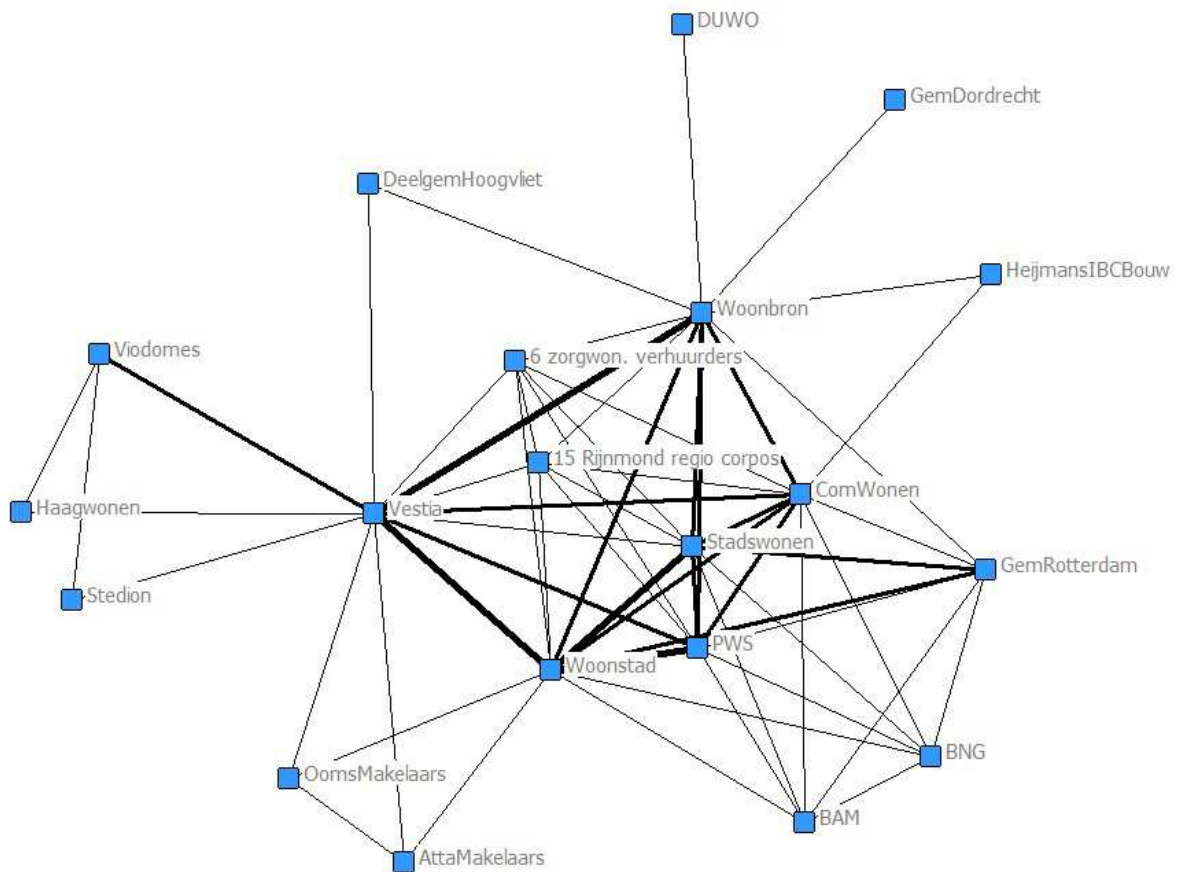 DUWO
GemDordrecht
DeelgemHoogvliet
HeijmansIBCBouw
Woonbron
Viodomes
6 zorgwon. verhuurders
15 Rijnmond regio corpos
ComWonen
Haagwonen
Vestia
Stadswonen
GemRotterdam
Stedion
PWS
Woonstad
BNG
OomsMakelaars
BAM
AttaMakelaars